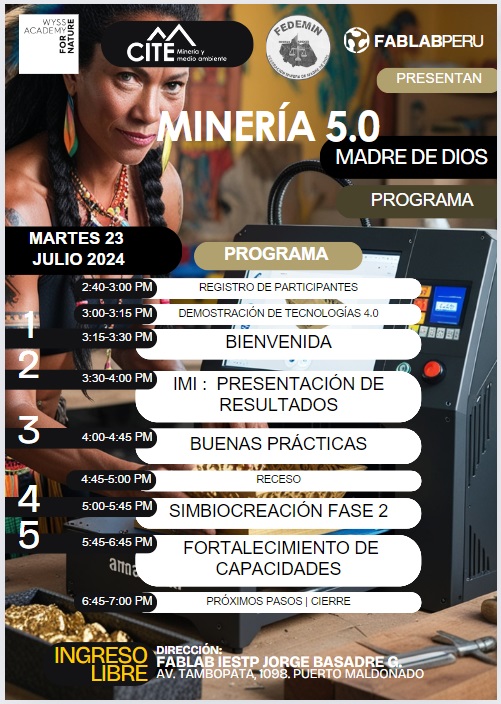 WYSS
ACADEMY
FOR
NATURE
CITE Minería y
medio ambiente
FEDEMIN
FABLABPERU
PRESENTAN
MINERÍA 5.0
MADRE DE DIOS
PROGRAMA
MARTES 23
JULIO 2024
PROGRAMA
2:40-3:00 PM REGISTRO DE PARTICIPANTES
3:00-3:15 PM DEMOSTRACIÓN DE TECNOLOGÍAS 4.0
1 3:15-3:30 PM BIENVENIDA
2 3:30-4:00 PM IMI : PRESENTACIÓN DE
RESULTADOS
3 4:00-4:45 PM BUENAS PRÁCTICAS
4:45-5:00 PM RECESO
4 5:00-5:45 PM SIMBIOCREACIÓN FASE 2
5 5:45-6:45 PM FORTALECIMIENTO DE
CAPACIDADES
6:45-7:00 PM PRÓXIMOS PASOS | CIERRE
INGRESO
LIBRE
DIRECCIÓN:
FABLAB IESTP JORGE BASADRE G.
AV. TAMBOPATA, 1098. PUERTO MALDONADO